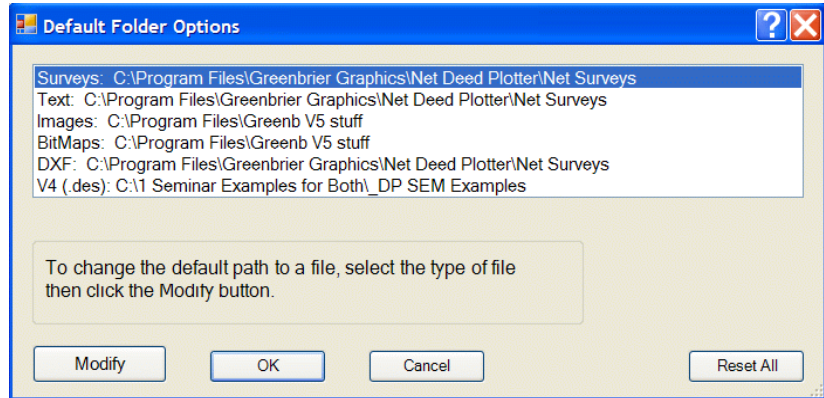 Default Folder Options
Surveys:  C:\Program Files\Greenbrier Graphics\Net Deed Plotter\Net Surveys
Text:  C:\Program Files\Greenbrier Graphics\Net Deed Plotter\Net Surveys
Images:  C:\Program Files\Greenb V5 stuff
BitMaps:  C:\Program Files\Greenb V5 stuff
DXF:  C:\Program Files\Greenbrier Graphics\Net Deed Plotter\Net Surveys
V4 (.des): C:\1 Seminar Examples for Both\_DP SEM Examples
To change the default path to a file, select the type of file
then click the Modify button.
Modify
OK
Cancel
Reset All